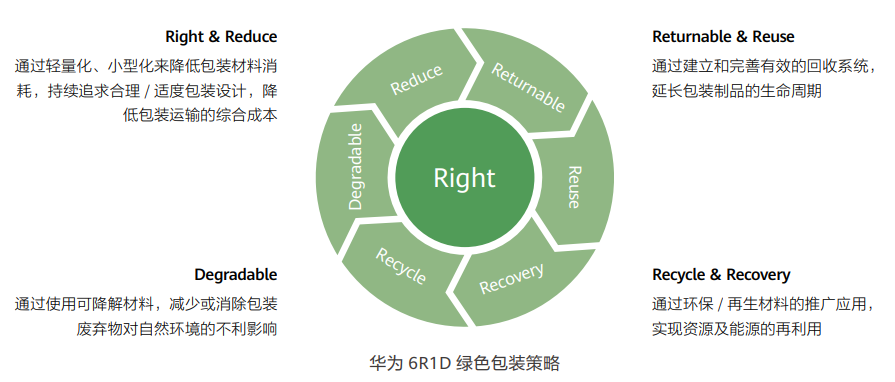 Right & Reduce
通过轻量化、小型化来降低包装材料消
耗，持续追求合理 / 适度包装设计，降
低包装运输的综合成本
Returnable & Reuse
通过建立和完善有效的回收系统，
延长包装制品的生命周期
Reduce
Returnable
Degradable
Right
Reuse
Recycle
Recovery
Degradable
通过使用可降解材料，减少或消除包装
废弃物对自然环境的不利影响
Recycle & Recovery
通过环保 / 再生材料的推广应用，
实现资源及能源的再利用
华为 6R1D 绿色包装策略